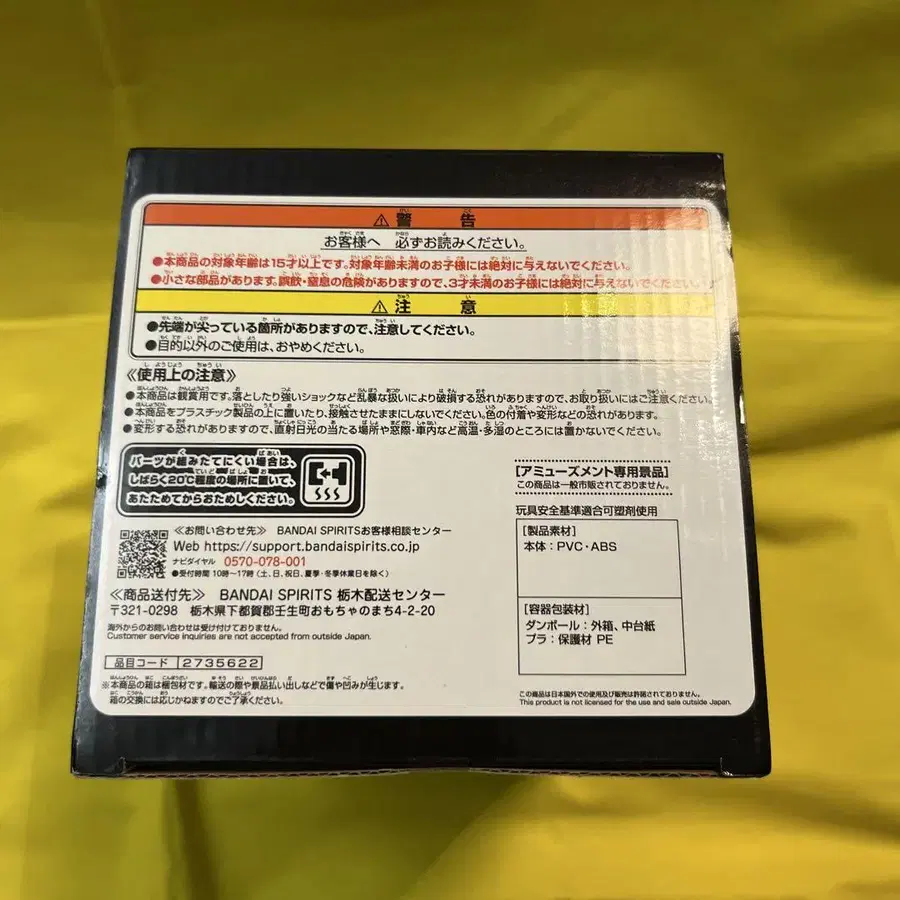 ⚠警告
お客様へ 必ずお読みください。
●本商品の対象年齢は15才以上です。対象年齢未満のお子様には絶対に与えないでください。
●小さな部品があります。誤飲・窒息の危険がありますので、3才未満のお子様には絶対に与えないでください。
⚠注意
●先端が尖っている箇所がありますので、注意してください。
●目的以外のご使用は、おやめください。
《使用上の注意》
●本商品は観賞用です。落としたり強いショックなど乱暴な扱いにより破損する恐れがありますので、お取り扱いにはご注意ください。
●本商品をプラスチック製品の上に置いたり、接触させたままにしないでください。色の付着や変形などの恐れがあります。
●変形する恐れがありますので、直射日光の当たる場所や窓際・車内など高温・多湿のところには置かないでください。
パーツが組みたてにくい場合は、
しばらく20℃程度の場所に置いて、
あたためてからおためしください。
《お問い合わせ先》 BANDAI SPIRITSお客様相談センター
Web https://support.bandaispirits.co.jp
ナビダイヤル 0570-078-001
●受付時間 10時～17時(土、日、祝日、夏季・冬季休業日を除く)
《商品送付先》 BANDAI SPIRITS 栃木配送センター
〒321-0298 栃木県下都賀郡壬生町おもちゃのまち4-2-20
海外からのお問い合わせは受け付けておりません。
Customer service inquiries are not accepted from outside Japan.
品目コード 2735622
※本商品の箱は梱包材です。輸送の際や景品払い出しなどで傷や凹みが生じます。
箱の交換には応じかねますのでご了承ください。
[アミューズメント専用景品]
この商品は一般市販されておりません。
玩具安全基準適合可塑剤使用
[製品素材]
本体：PVC・ABS
[容器包装材]
ダンボール：外箱、中台紙
プラ：保護材 PE
この商品は日本国外での使用及び販売は許諾されておりません。
This product is not licensed for the use and sale outside Japan.